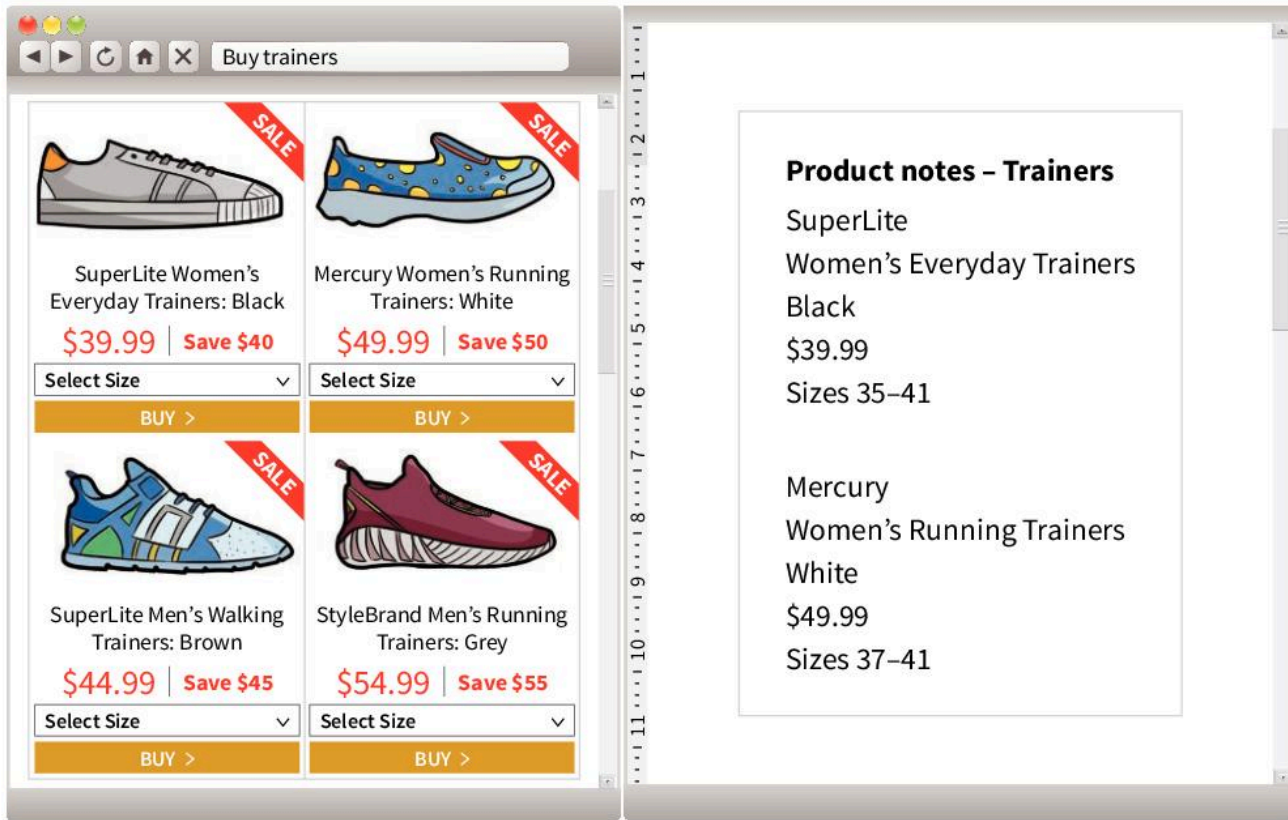 Buy trainers
SALE
SuperLite Women's
Everyday Trainers: Black
$39.99 | Save $40
Select Size
BUY >
SALE
Mercury Women's Running
Trainers: White
$49.99 | Save $50
Select Size
BUY >
SALE
SuperLite Men's Walking
Trainers: Brown
$44.99 | Save $45
Select Size
BUY >
SALE
StyleBrand Men's Running
Trainers: Grey
$54.99 | Save $55
Select Size
BUY >
1
2
3
4
5
6
7
8
9
10
11
Product notes – Trainers
SuperLite
Women's Everyday Trainers
Black
$39.99
Sizes 35–41
Mercury
Women's Running Trainers
White
$49.99
Sizes 37–41